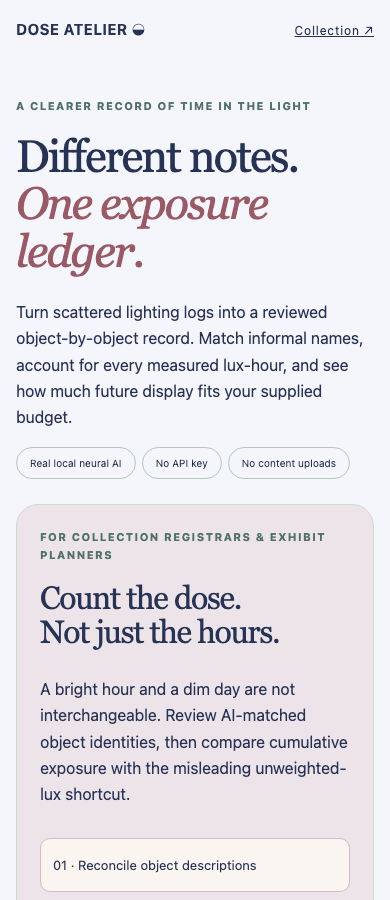 DOSE ATELIER
Collection ↗
A CLEARER RECORD OF TIME IN THE LIGHT
Different notes.
One exposure
ledger.
Turn scattered lighting logs into a reviewed
object-by-object record. Match informal names,
account for every measured lux-hour, and see
how much future display fits your supplied
budget.
Real local neural AI
No API key
No content uploads
FOR COLLECTION REGISTRARS & EXHIBIT
PLANNERS
Count the dose.
Not just the hours.
A bright hour and a dim day are not
interchangeable. Review AI-matched
object identities, then compare cumulative
exposure with the misleading unweighted-
lux shortcut.
01 · Reconcile object descriptions